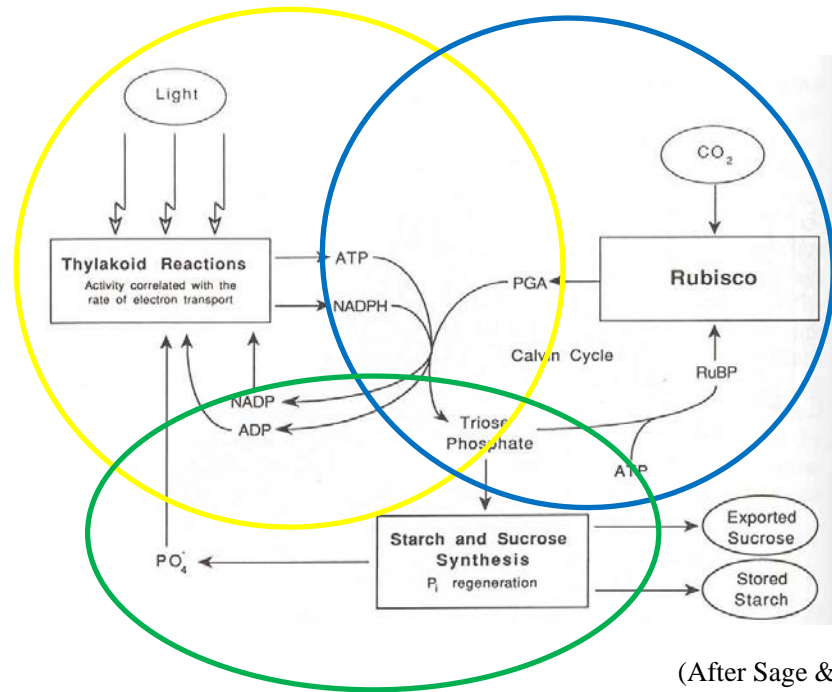 Light
CO₂
Thylakoid Reactions
Activity correlated with the
rate of electron transport
ATP
NADPH
PGA
Rubisco
Calvin Cycle
RuBP
NADP
ADP
Triose
Phosphate
ATP
Starch and Sucrose
Synthesis
Pᵢ regeneration
PO₄⁻
Exported
Sucrose
Stored
Starch
(After Sage &